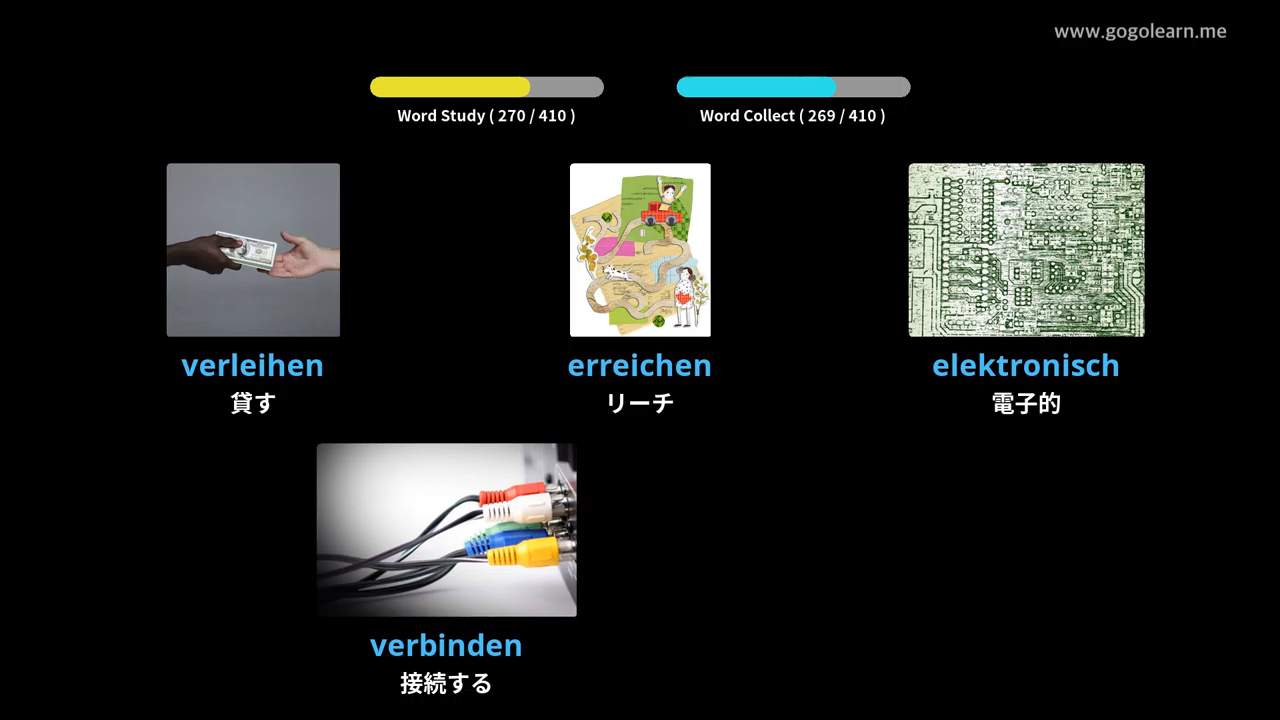 www.gogolearn.me
Word Study ( 270 / 410 )
Word Collect ( 269 / 410 )
verleihen
貸す
erreichen
リーチ
elektronisch
電子的
verbinden
接続する